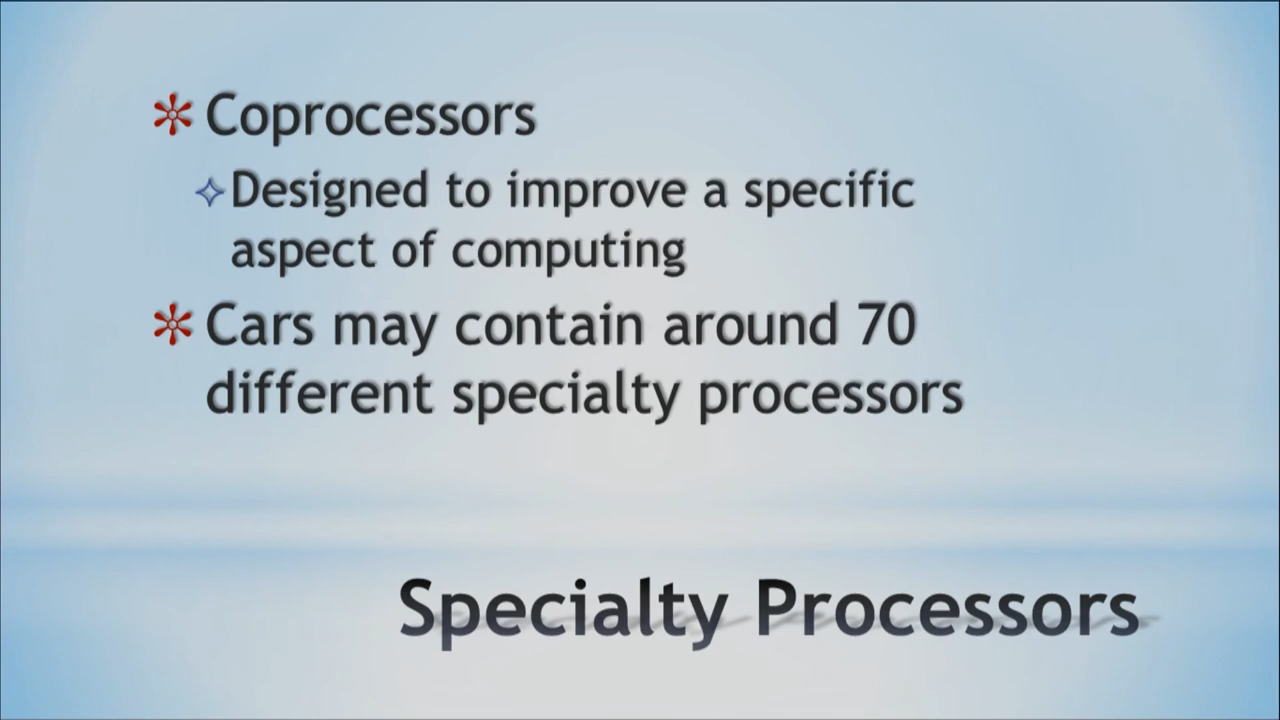 Coprocessors
Designed to improve a specific
aspect of computing
Cars may contain around 70
different specialty processors
Specialty Processors